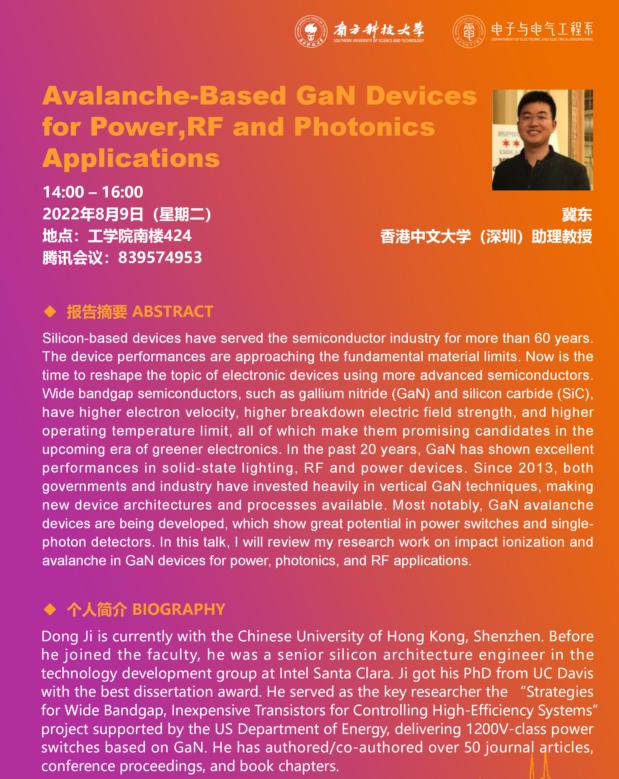 南方科技大学
SOUTHERN UNIVERSITY OF SCIENCE AND TECHNOLOGY
電
电子与电气工程系
DEPARTMENT OF ELECTRICAL AND ELECTRONIC ENGINEERING
Avalanche-Based GaN Devices
for Power,RF and Photonics
Applications
14:00 – 16:00
2022年8月9日（星期二）
地点：工学院南楼424
腾讯会议：839574953
冀东
香港中文大学（深圳）助理教授
◆ 报告摘要 ABSTRACT
Silicon-based devices have served the semiconductor industry for more than 60 years.
The device performances are approaching the fundamental material limits. Now is the
time to reshape the topic of electronic devices using more advanced semiconductors.
Wide bandgap semiconductors, such as gallium nitride (GaN) and silicon carbide (SiC),
have higher electron velocity, higher breakdown electric field strength, and higher
operating temperature limit, all of which make them promising candidates in the
upcoming era of greener electronics. In the past 20 years, GaN has shown excellent
performances in solid-state lighting, RF and power devices. Since 2013, both
governments and industry have invested heavily in vertical GaN techniques, making
new device architectures and processes available. Most notably, GaN avalanche
devices are being developed, which show great potential in power switches and single-
photon detectors. In this talk, I will review my research work on impact ionization and
avalanche in GaN devices for power, photonics, and RF applications.
◆ 个人简介 BIOGRAPHY
Dong Ji is currently with the Chinese University of Hong Kong, Shenzhen. Before
he joined the faculty, he was a senior silicon architecture engineer in the
technology development group at Intel Santa Clara. Ji got his PhD from UC Davis
with the best dissertation award. He served as the key researcher the “Strategies
for Wide Bandgap, Inexpensive Transistors for Controlling High-Efficiency Systems”
project supported by the US Department of Energy, delivering 1200V-class power
switches based on GaN. He has authored/co-authored over 50 journal articles,
conference proceedings, and book chapters.